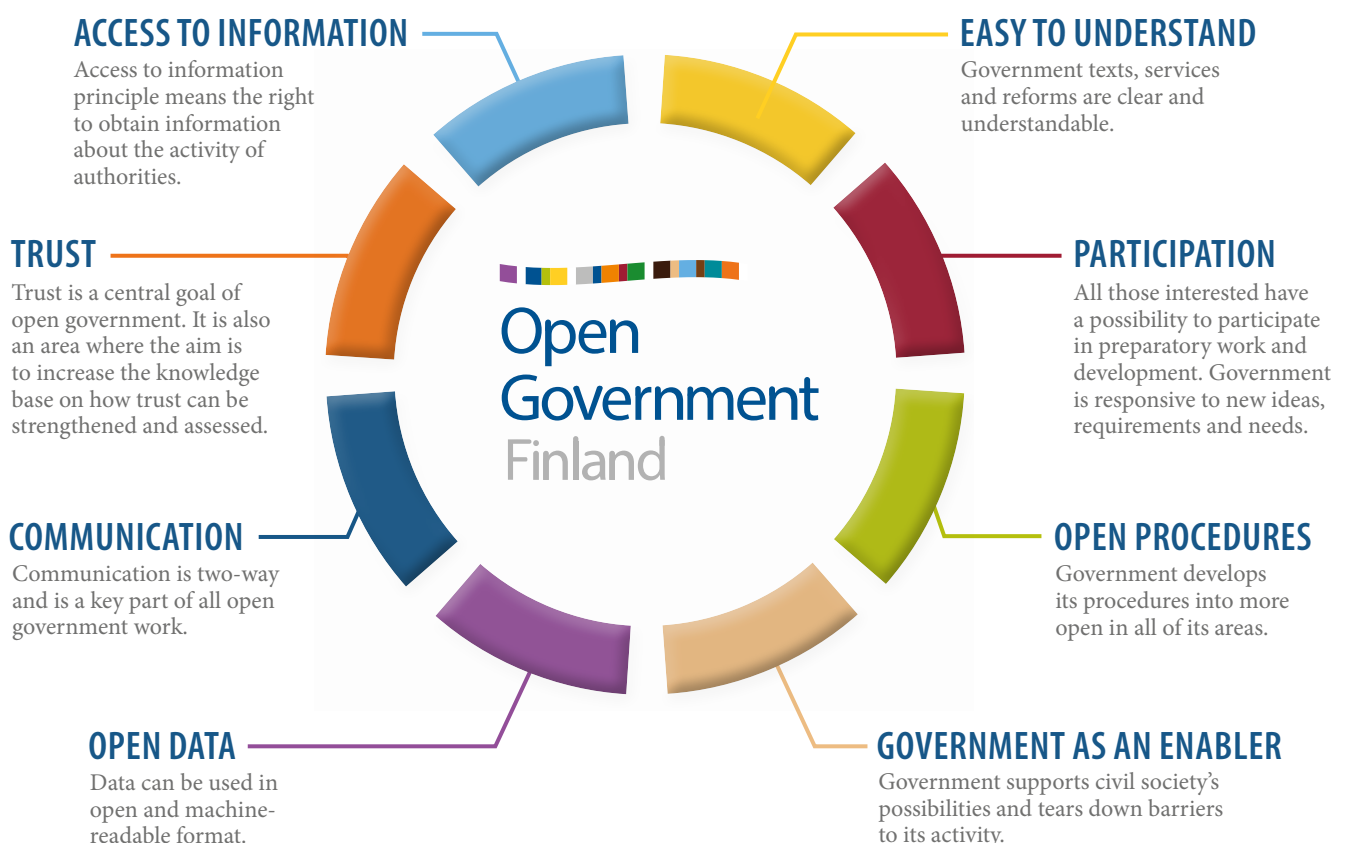 ACCESS TO INFORMATION
Access to information
principle means the right
to obtain information
about the activity of
authorities.
EASY TO UNDERSTAND
Government texts, services
and reforms are clear and
understandable.
TRUST
Trust is a central goal of
open government. It is also
an area where the aim is
to increase the knowledge
base on how trust can be
strengthened and assessed.
Open
Government
Finland
PARTICIPATION
All those interested have
a possibility to participate
in preparatory work and
development. Government
is responsive to new ideas,
requirements and needs.
COMMUNICATION
Communication is two-way
and is a key part of all open
government work.
OPEN PROCEDURES
Government develops
its procedures into more
open in all of its areas.
OPEN DATA
Data can be used in
open and machine-
readable format.
GOVERNMENT AS AN ENABLER
Government supports civil society’s
possibilities and tears down barriers
to its activity.